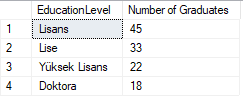 EducationLevel Number of Graduates
1 Lisans 45
2 Lise 33
3 Yüksek Lisans 22
4 Doktora 18